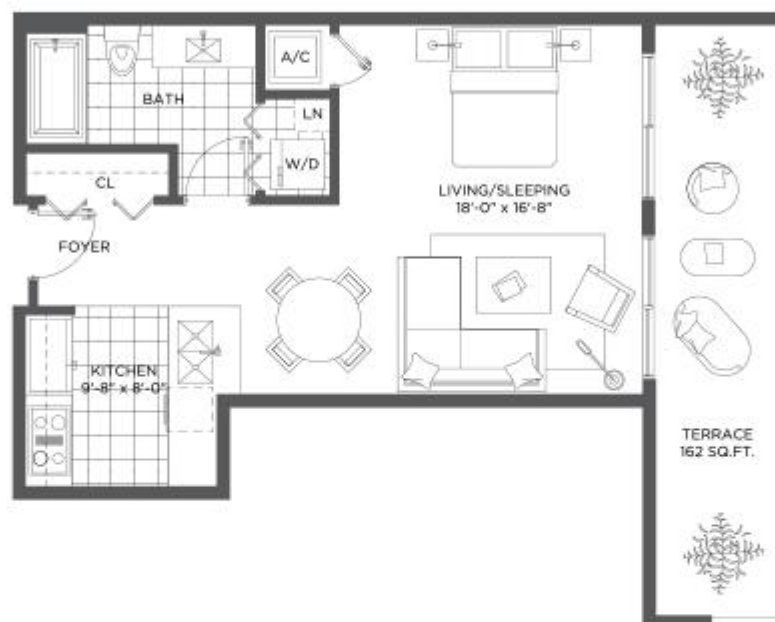 A/C
BATH
LN
W/D
CL
LIVING/SLEEPING
18'-0" x 16'-8"
FOYER
KITCHEN
9'-8" x 8'-0"
TERRACE
162 SQ.FT.